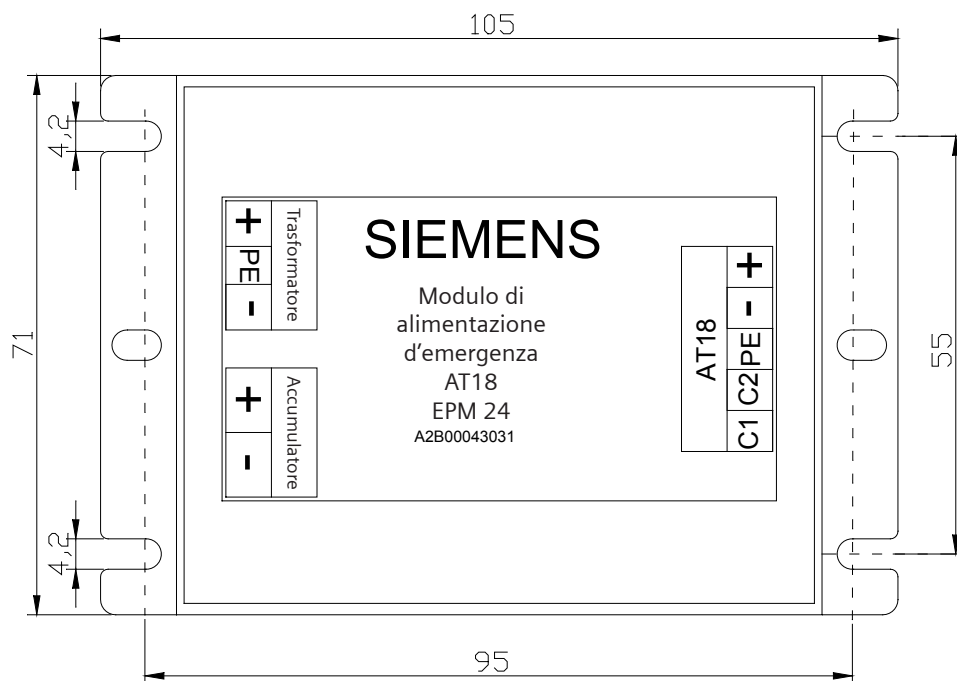 105
4,2
+
PE
-
Trasformatore
SIEMENS
Modulo di
alimentazione
d’emergenza
AT18
EPM 24
A2B00043031
AT18
+
-
PE
C2
C1
71
55
+
-
Accumulatore
4,2
95